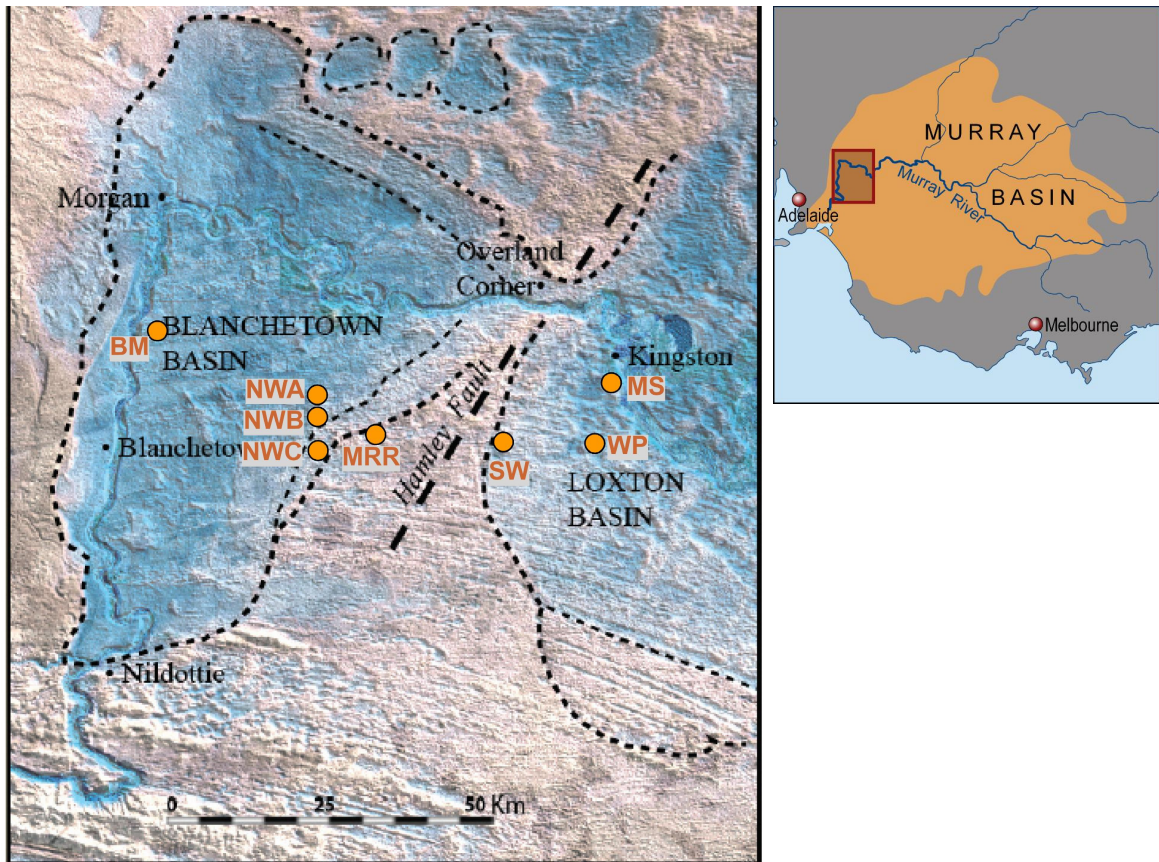 Morgan
Overland
Corner
BLANCHETOWN
BASIN
BM
Kingston
MS
NWA
NWB
NWC
Blanchetow
MRR
Hamley Fault
SW
WP
LOXTON
BASIN
Nildottie
0 25 50 Km
MURRAY
BASIN
Murray River
Adelaide
Melbourne